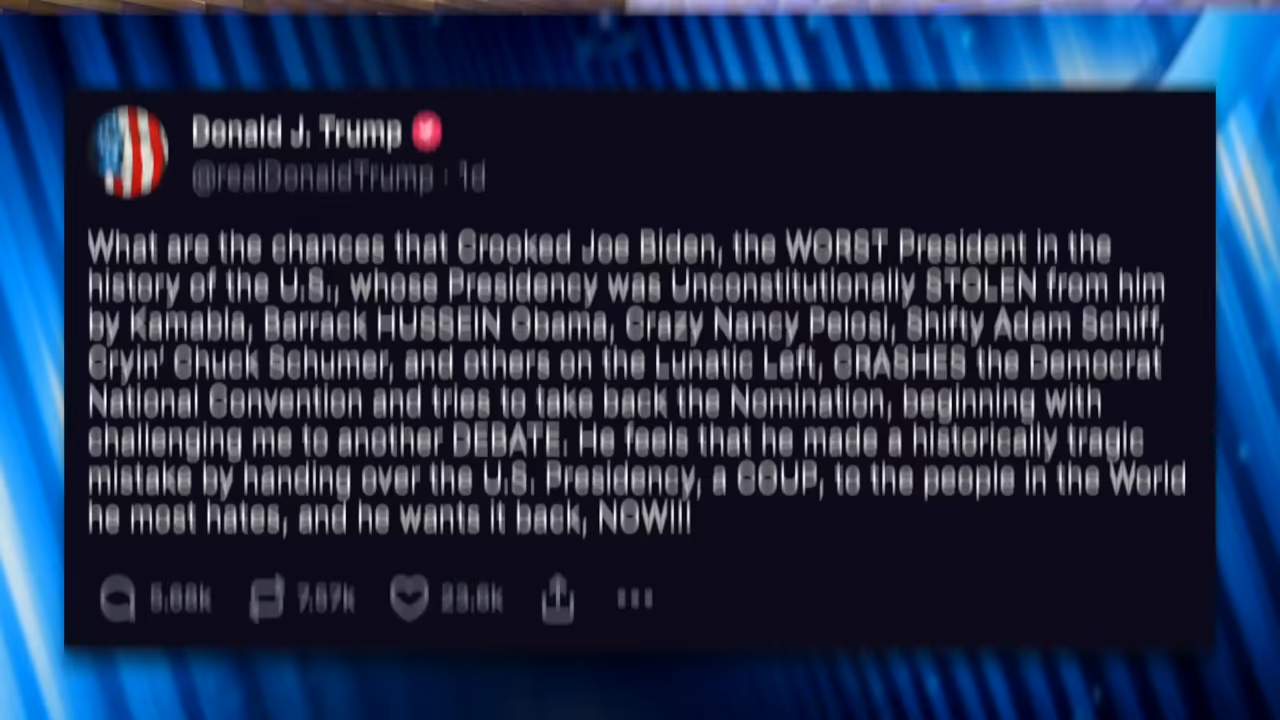 Donald J. Trump
@realDonaldTrump · 1d
What are the chances that Crooked Joe Biden, the WORST President in the
history of the U.S., whose Presidency was Unconstitutionally STOLEN from him
by Kamabla, Barrack HUSSEIN Obama, Crazy Nancy Pelosi, Shifty Adam Schiff,
Cryin' Chuck Schumer, and others on the Lunatic Left, CRASHES the Democrat
National Convention and tries to take back the Nomination, beginning with
challenging me to another DEBATE. He feels that he made a historically tragic
mistake by handing over the U.S. Presidency, a COUP, to the people in the World
he most hates, and he wants it back, NOW!!!